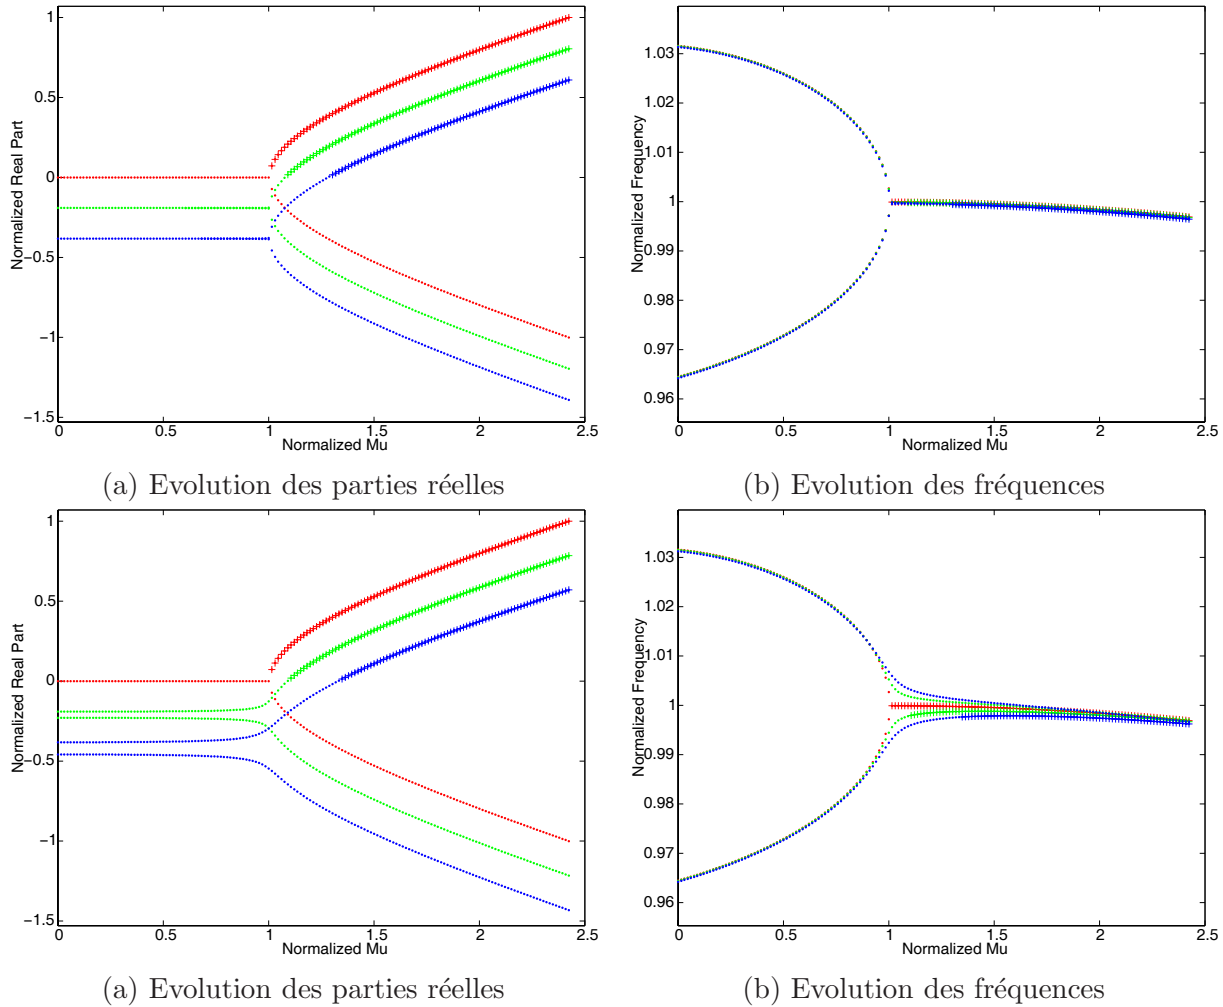 1
0.5
0
−0.5
−1
−1.5
Normalized Real Part
0 0.5 1 1.5 2 2.5
Normalized Mu
(a) Evolution des parties réelles
1.03
1.02
1.01
1
0.99
0.98
0.97
0.96
Normalized Frequency
0 0.5 1 1.5 2 2.5
Normalized Mu
(b) Evolution des fréquences
1
0.5
0
−0.5
−1
−1.5
Normalized Real Part
0 0.5 1 1.5 2 2.5
Normalized Mu
(a) Evolution des parties réelles
1.03
1.02
1.01
1
0.99
0.98
0.97
0.96
Normalized Frequency
0 0.5 1 1.5 2 2.5
Normalized Mu
(b) Evolution des fréquences